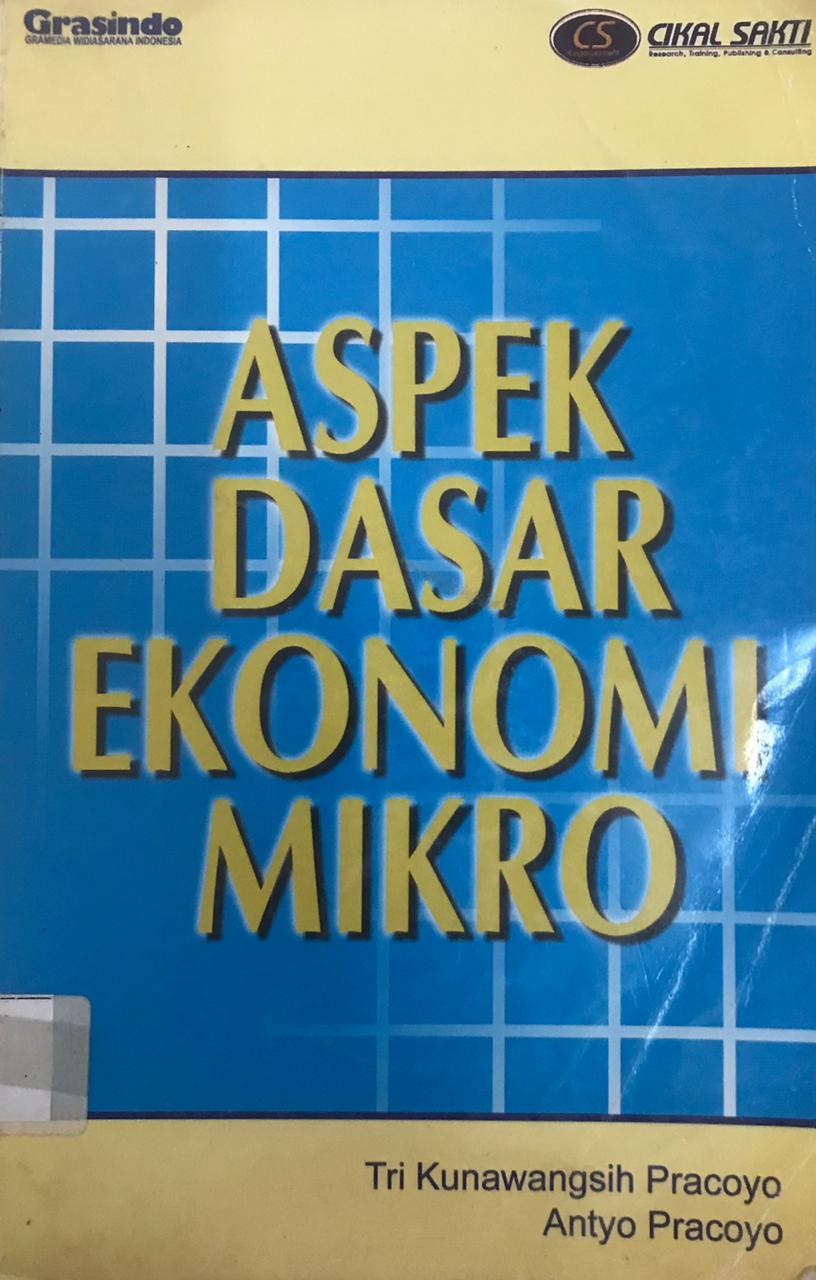 Grasindo
GRAMEDIA WIDIASARANA INDONESIA
CS
CIKAL SAKTI
Research, Training, Publishing & Consulting
ASPEK
DASAR
EKONOMI
MIKRO
Tri Kunawangsih Pracoyo
Antyo Pracoyo